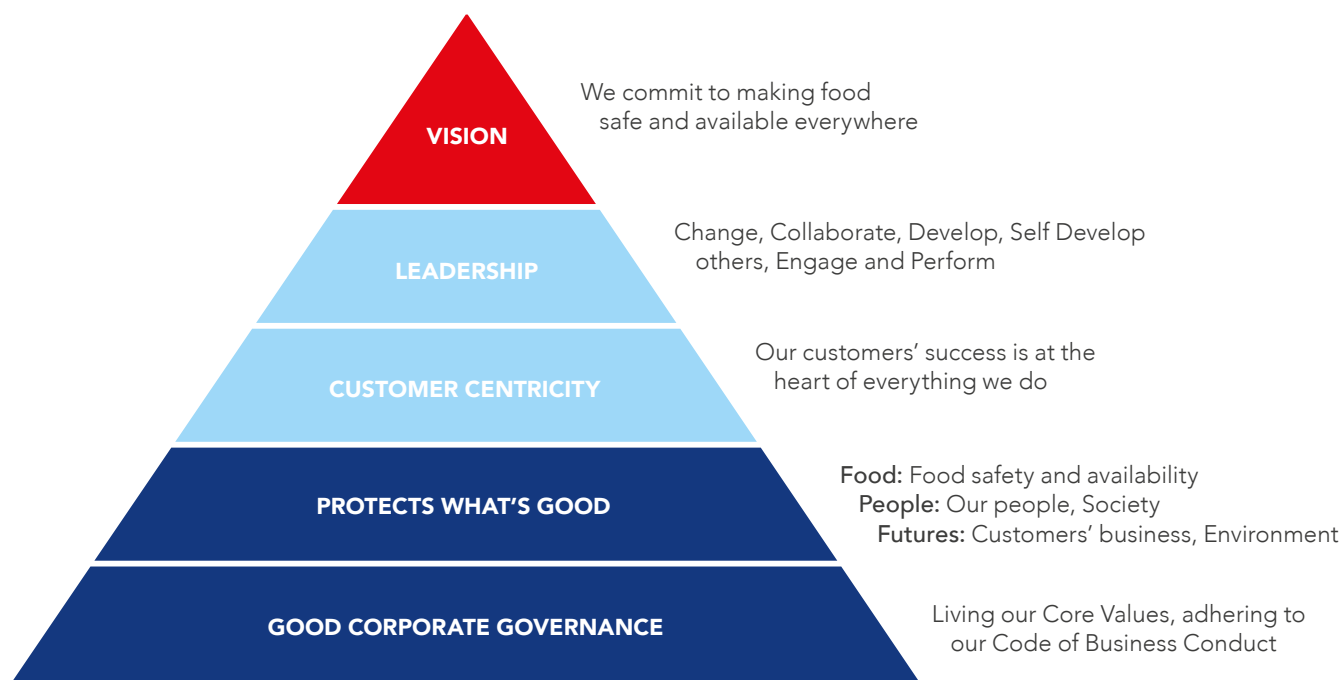 VISION
We commit to making food
safe and available everywhere
LEADERSHIP
Change, Collaborate, Develop, Self Develop
others, Engage and Perform
CUSTOMER CENTRICITY
Our customers’ success is at the
heart of everything we do
PROTECTS WHAT’S GOOD
Food: Food safety and availability
People: Our people, Society
Futures: Customers’ business, Environment
GOOD CORPORATE GOVERNANCE
Living our Core Values, adhering to
our Code of Business Conduct